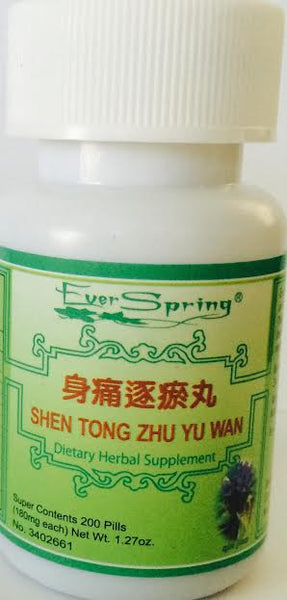 Ever Spring®
身痛逐瘀丸
SHEN TONG ZHU YU WAN
Dietary Herbal Supplement
Super Contents 200 Pills
(180mg each) Net Wt. 1.27oz.
No. 3402661